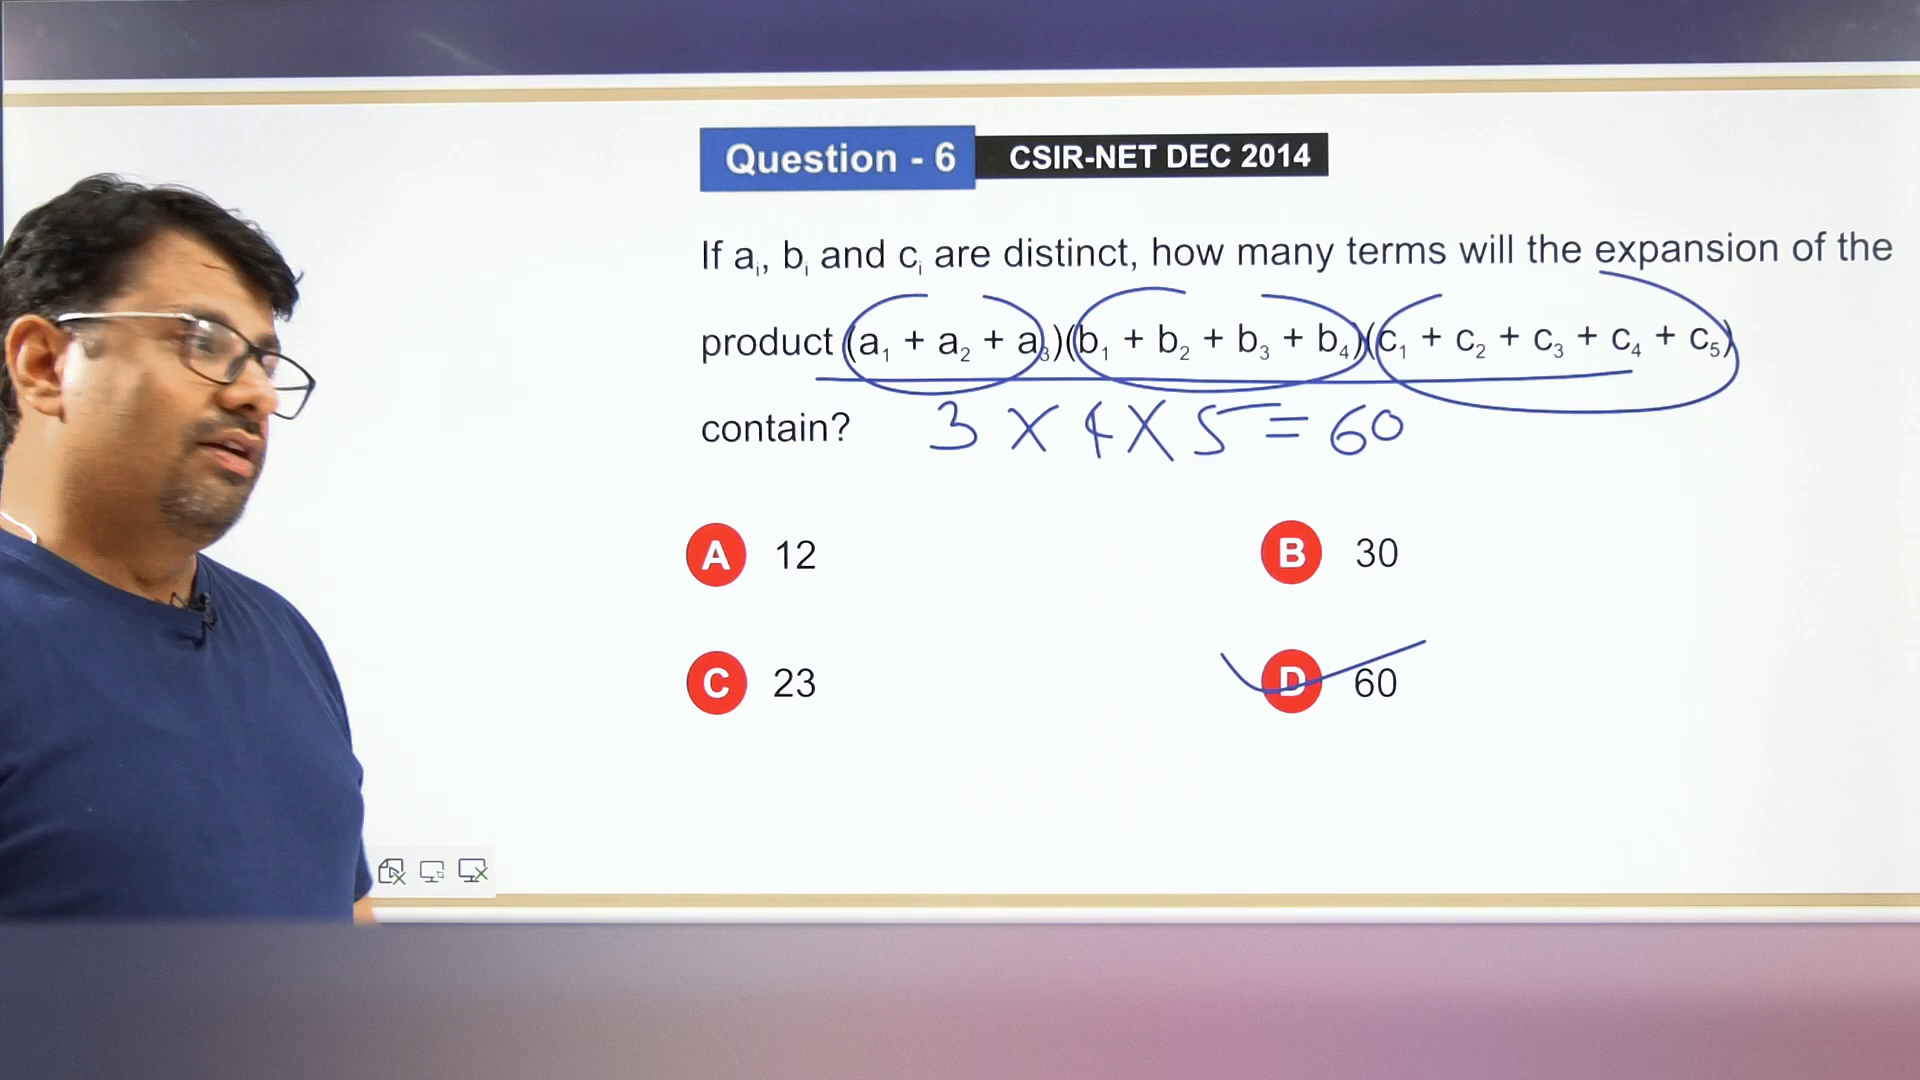 Question - 6 CSIR-NET DEC 2014
If aᵢ, bᵢ and cᵢ are distinct, how many terms will the expansion of the
product (a₁ + a₂ + a₃)(b₁ + b₂ + b₃ + b₄)(c₁ + c₂ + c₃ + c₄ + c₅)
contain? 3 X 4 X 5 = 60
A 12 B 30
C 23 D 60